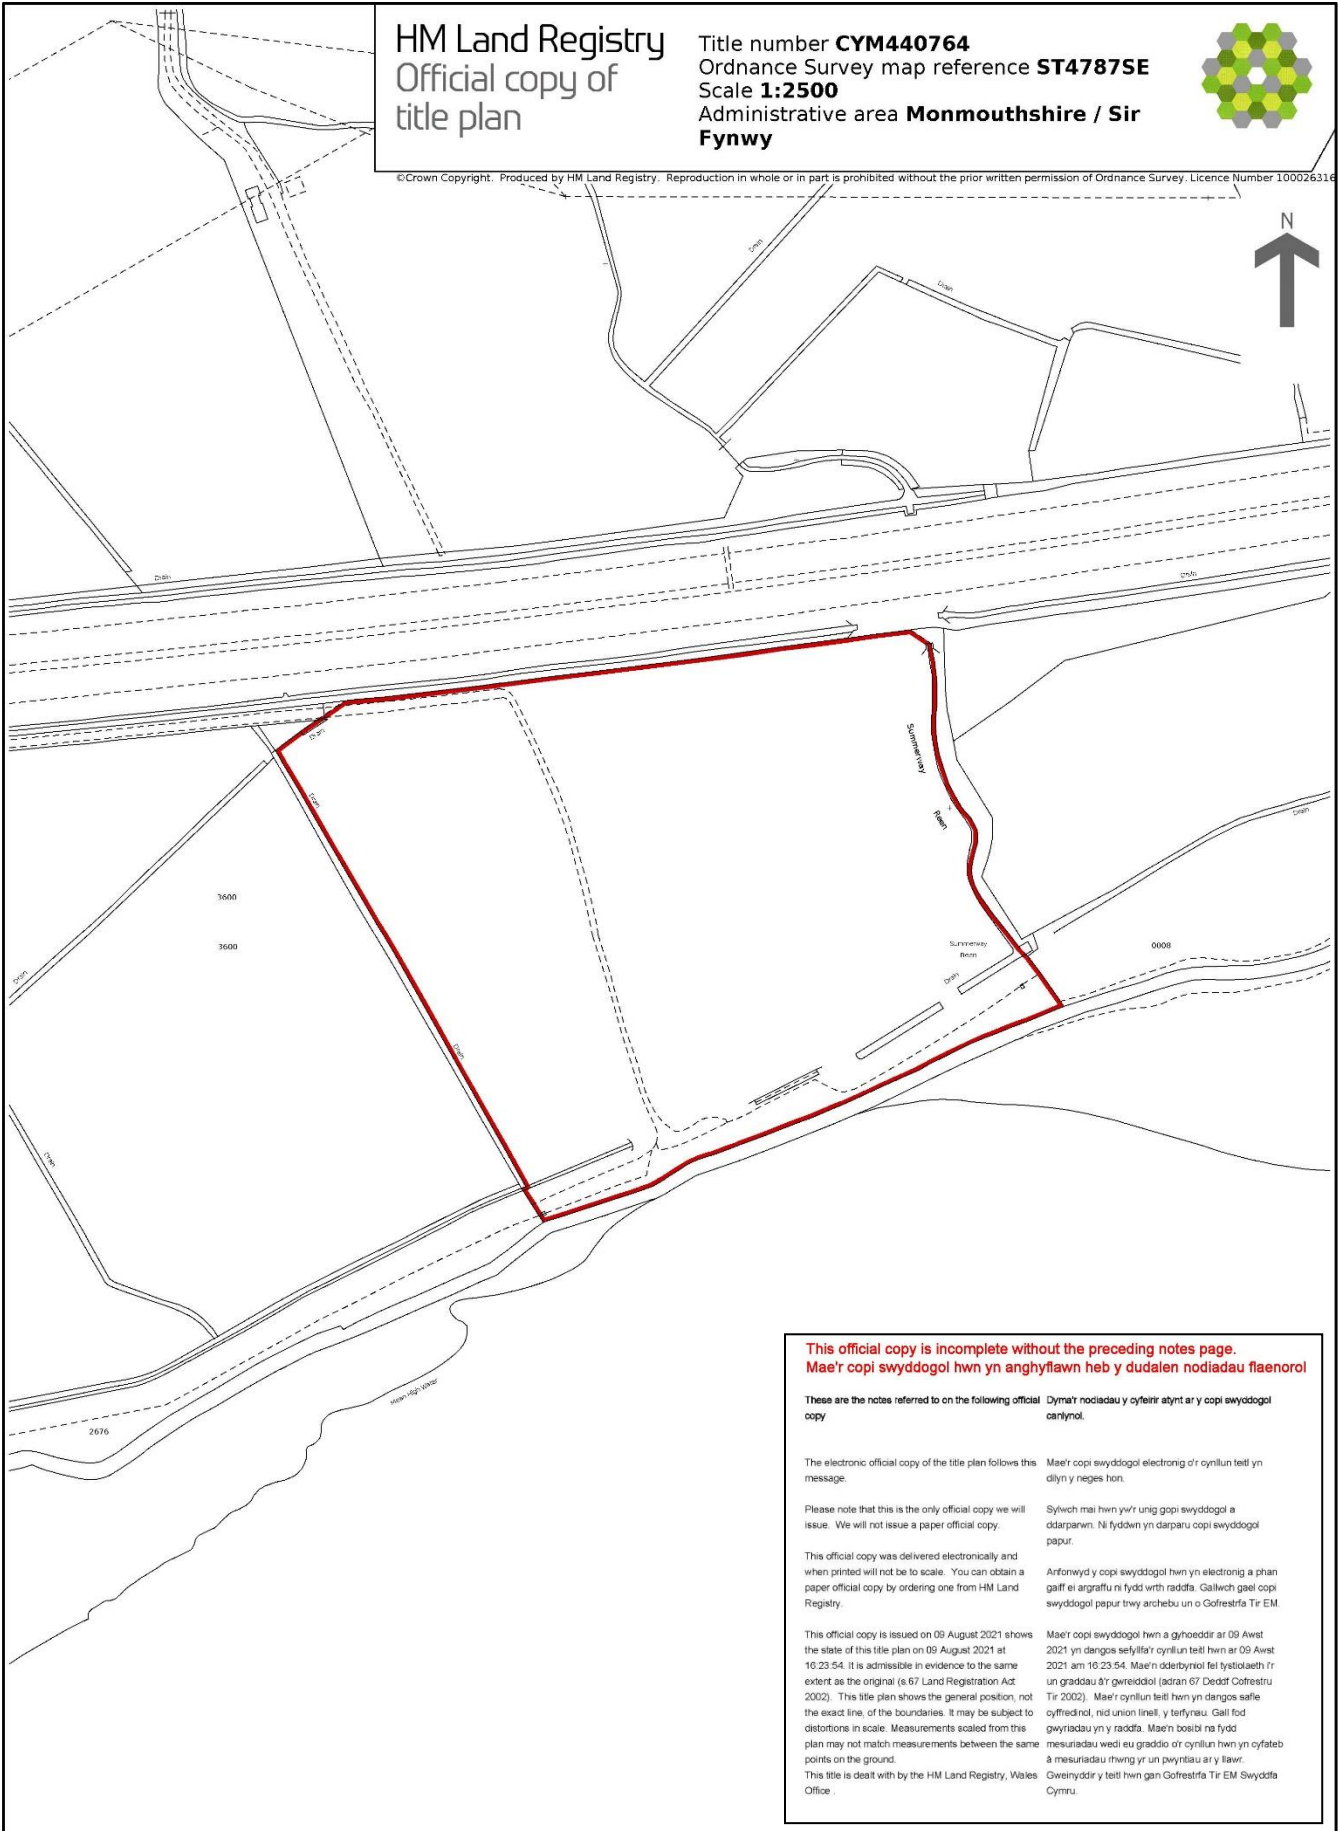 HM Land Registry
Official copy of
title plan
Title number CYM440764
Ordnance Survey map reference ST4787SE
Scale 1:2500
Administrative area Monmouthshire / Sir
Fynwy
©Crown Copyright. Produced by HM Land Registry. Reproduction in whole or in part is prohibited without the prior written permission of Ordnance Survey. Licence Number 100026316
N
Drain
Drain
Drain
Drain
Drain
Drain
Summerway
Reen
Drain
3600
3600
Summerway
Reen
0008
Drain
Drain
Drain
Drain
Mean High Water
2676
This official copy is incomplete without the preceding notes page.
Mae'r copi swyddogol hwn yn anghyflawn heb y dudalen nodiadau flaenorol
These are the notes referred to on the following official
copy
The electronic official copy of the title plan follows this
message.
Please note that this is the only official copy we will
issue. We will not issue a paper official copy.
This official copy was delivered electronically and
when printed will not be to scale. You can obtain a
paper official copy by ordering one from HM Land
Registry.
This official copy is issued on 09 August 2021 shows
the state of this title plan on 09 August 2021 at
16:23:54. It is admissible in evidence to the same
extent as the original (s.67 Land Registration Act
2002). This title plan shows the general position, not
the exact line, of the boundaries. It may be subject to
distortions in scale. Measurements scaled from this
plan may not match measurements between the same
points on the ground.
This title is dealt with by the HM Land Registry, Wales
Office .
Dyma'r nodiadau y cyfeirir atynt ar y copi swyddogol
canlynol.
Mae'r copi swyddogol electronig o'r cynllun teitl yn
dilyn y neges hon.
Sylwch mai hwn yw'r unig gopi swyddogol a
ddarparwn. Ni fyddwn yn darparu copi swyddogol
papur.
Anfonwyd y copi swyddogol hwn yn electronig a phan
gaiff ei argraffu ni fydd wrth raddfa. Gallwch gael copi
swyddogol papur trwy archebu un o Gofrestrfa Tir EM.
Mae'r copi swyddogol hwn a gyhoeddir ar 09 Awst
2021 yn dangos sefyllfa'r cynllun teitl hwn ar 09 Awst
2021 am 16:23:54. Mae'n dderbyniol fel tystiolaeth i'r
un graddau â'r gwreiddiol (adran 67 Deddf Cofrestru
Tir 2002). Mae'r cynllun teitl hwn yn dangos safle
cyffredinol, nid union linell, y terfynau. Gall fod
gwyriadau yn y raddfa. Mae'n bosibl na fydd
mesuriadau wedi eu graddio o'r cynllun hwn yn cyfateb
â mesuriadau rhwng yr un pwyntiau ar y llawr.
Gweinyddir y teitl hwn gan Gofrestrfa Tir EM Swyddfa
Cymru.